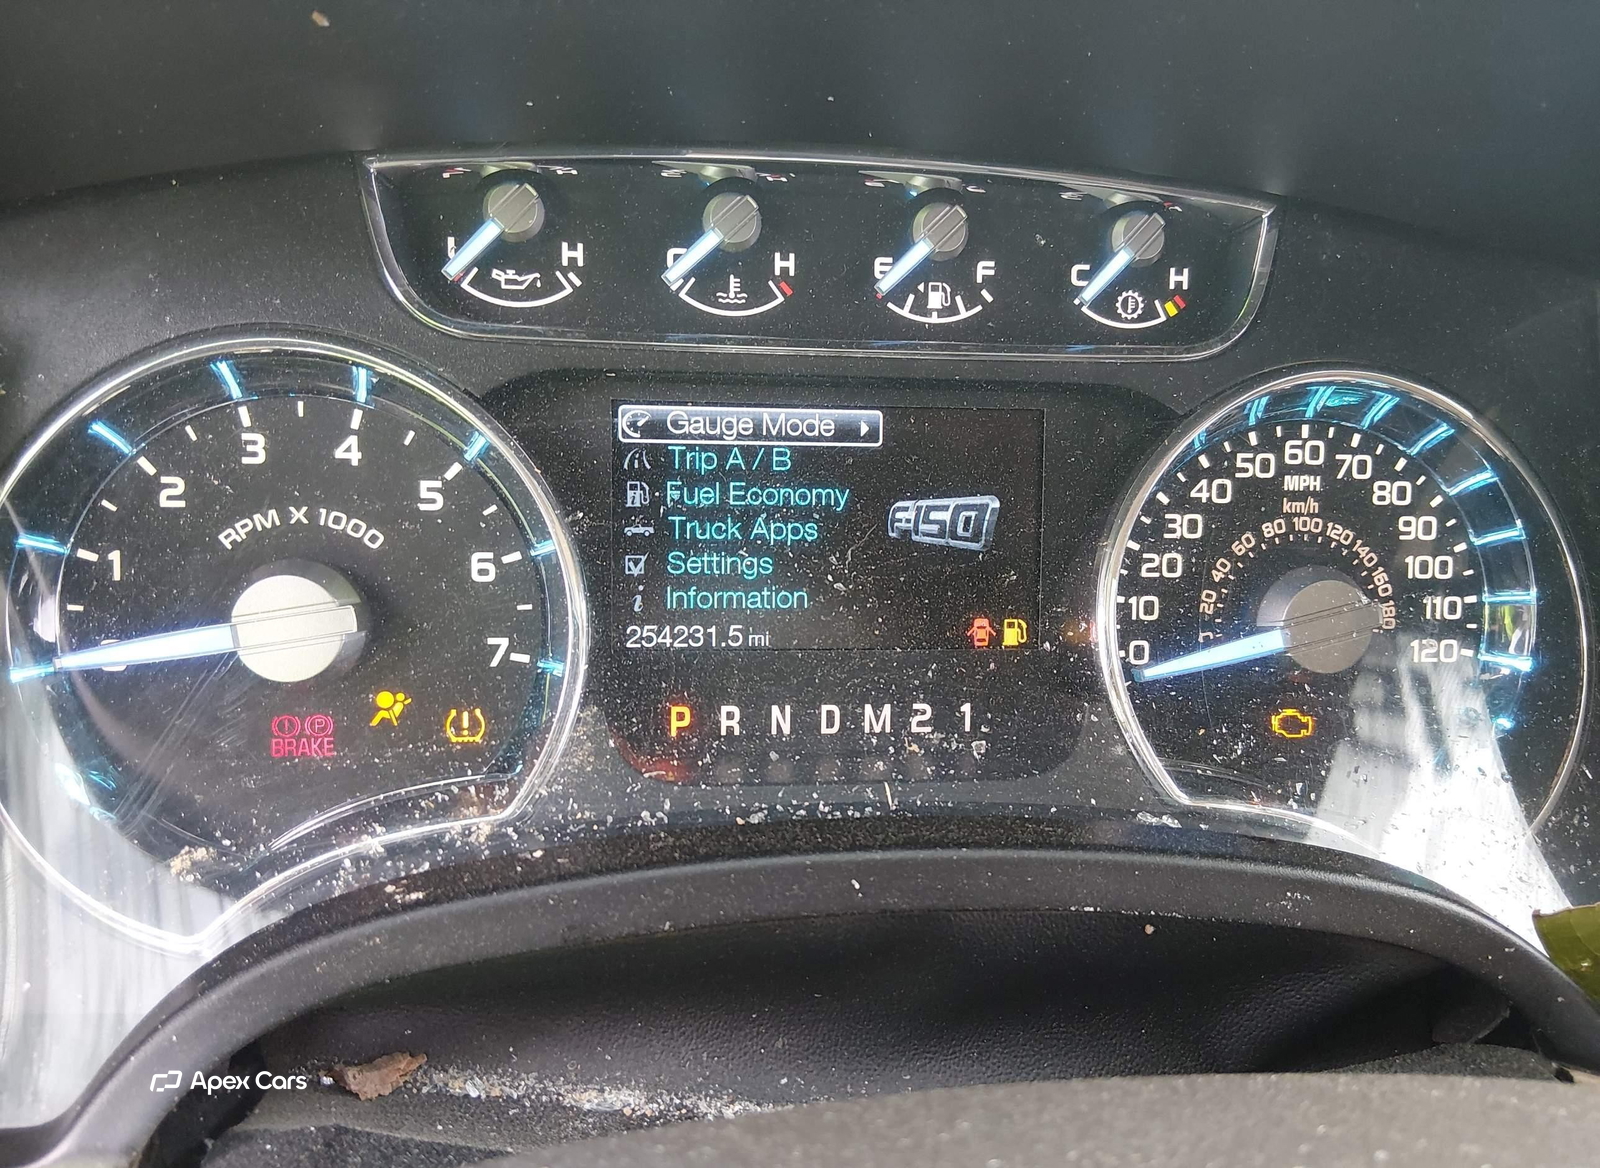 L H
C H
E F
C H
1 2 3 4 5 6 7
RPM X 1000
BRAKE
Gauge Mode
Trip A / B
Fuel Economy
Truck Apps
Settings
Information
F-150
254231.5 mi
P R N D M 2 1
0 10 20 30 40 50 60 70 80 90 100 110 120
MPH
km/h
20 40 60 80 100 120 140 160 180
Apex Cars